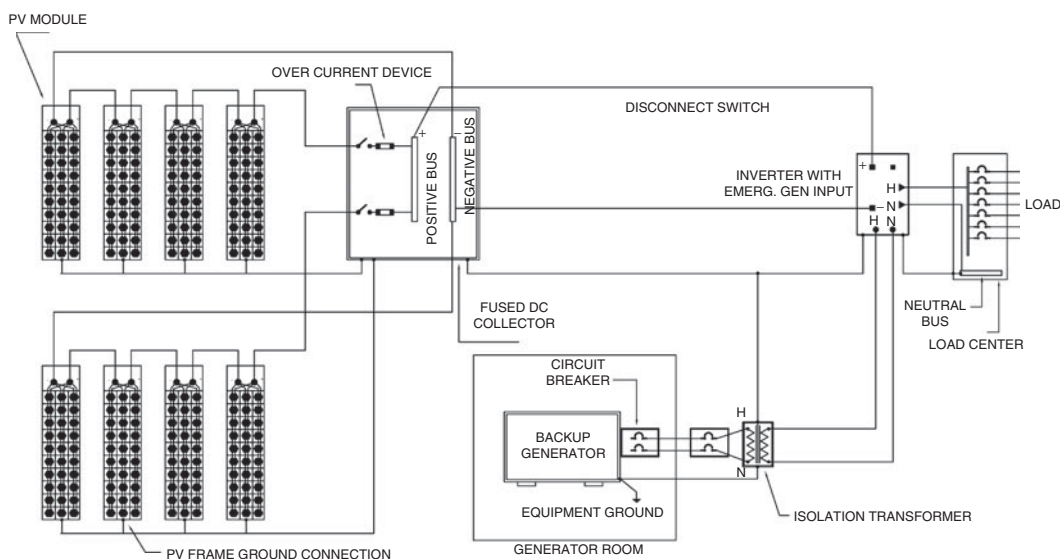 PV MODULE
OVER CURRENT DEVICE
DISCONNECT SWITCH
+
–
POSITIVE BUS
NEGATIVE BUS
INVERTER WITH
EMERG. GEN INPUT
+
H
–
N
H
N
LOAD
NEUTRAL
BUS
LOAD CENTER
FUSED DC
COLLECTOR
CIRCUIT
BREAKER
H
BACKUP
GENERATOR
N
EQUIPMENT GROUND
ISOLATION TRANSFORMER
GENERATOR ROOM
PV FRAME GROUND CONNECTION